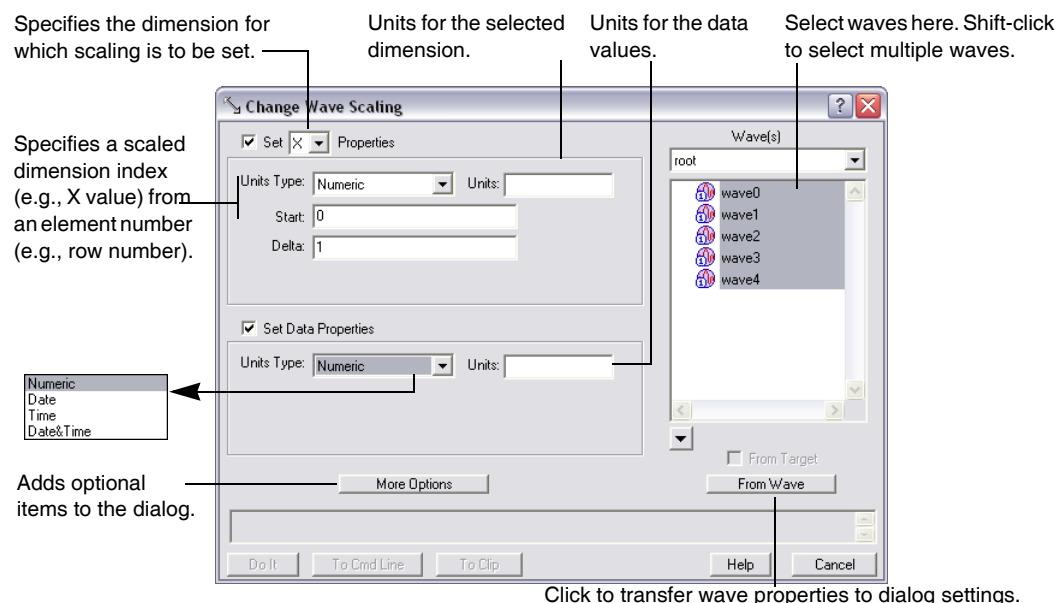 Specifies the dimension for
which scaling is to be set.
Units for the selected
dimension.
Units for the data
values.
Select waves here. Shift-click
to select multiple waves.
Change Wave Scaling
?
Specifies a scaled
dimension index
(e.g., X value) from
an element number
(e.g., row number).
Set X Properties
Units Type: Numeric Units:
Start: 0
Delta: 1
Wave(s)
root
wave0
wave1
wave2
wave3
wave4
Set Data Properties
Units Type: Numeric Units:
Numeric
Date
Time
Date&Time
From Target
Adds optional
items to the dialog.
More Options
From Wave
Do It To Cmd Line To Clip Help Cancel
Click to transfer wave properties to dialog settings.